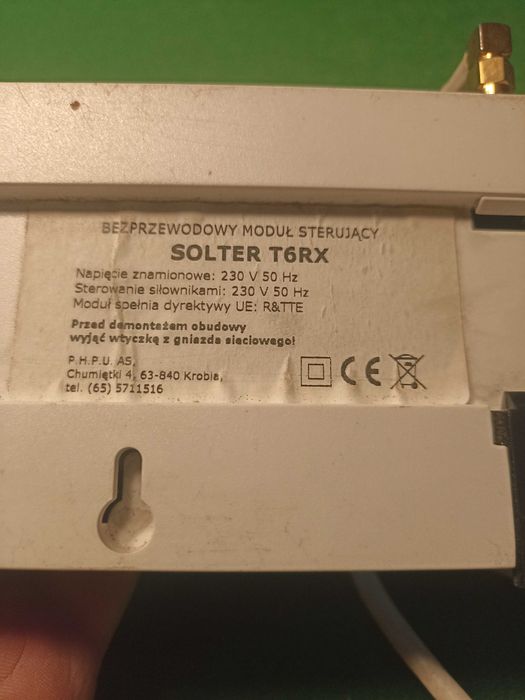 BEZPRZEWODOWY MODUŁ STERUJĄCY
SOLTER T6RX
Napięcie znamionowe: 230 V 50 Hz
Sterowanie siłownikami: 230 V 50 Hz
Moduł spełnia dyrektywy UE: R&TTE
Przed demontażem obudowy
wyjąć wtyczkę z gniazda sieciowego!
P.H.P.U. AS,
Chumiętki 4, 63-840 Krobia,
tel. (65) 5711516
CE